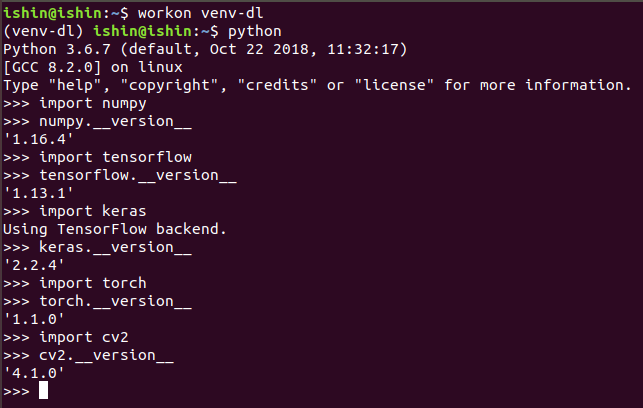 ishin@ishin:~$ workon venv-dl
(venv-dl) ishin@ishin:~$ python
Python 3.6.7 (default, Oct 22 2018, 11:32:17)
[GCC 8.2.0] on linux
Type "help", "copyright", "credits" or "license" for more information.
>>> import numpy
>>> numpy.__version__
'1.16.4'
>>> import tensorflow
>>> tensorflow.__version__
'1.13.1'
>>> import keras
Using TensorFlow backend.
>>> keras.__version__
'2.2.4'
>>> import torch
>>> torch.__version__
'1.1.0'
>>> import cv2
>>> cv2.__version__
'4.1.0'
>>>